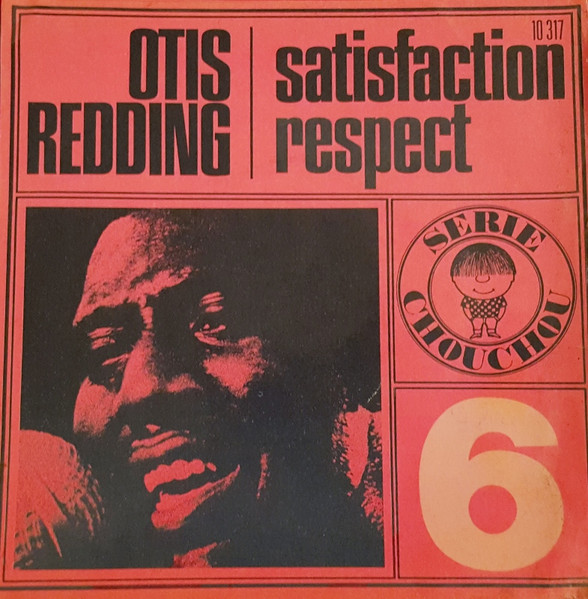 10 317
OTIS
REDDING
satisfaction
respect
SERIE
CHOUCHOU
6